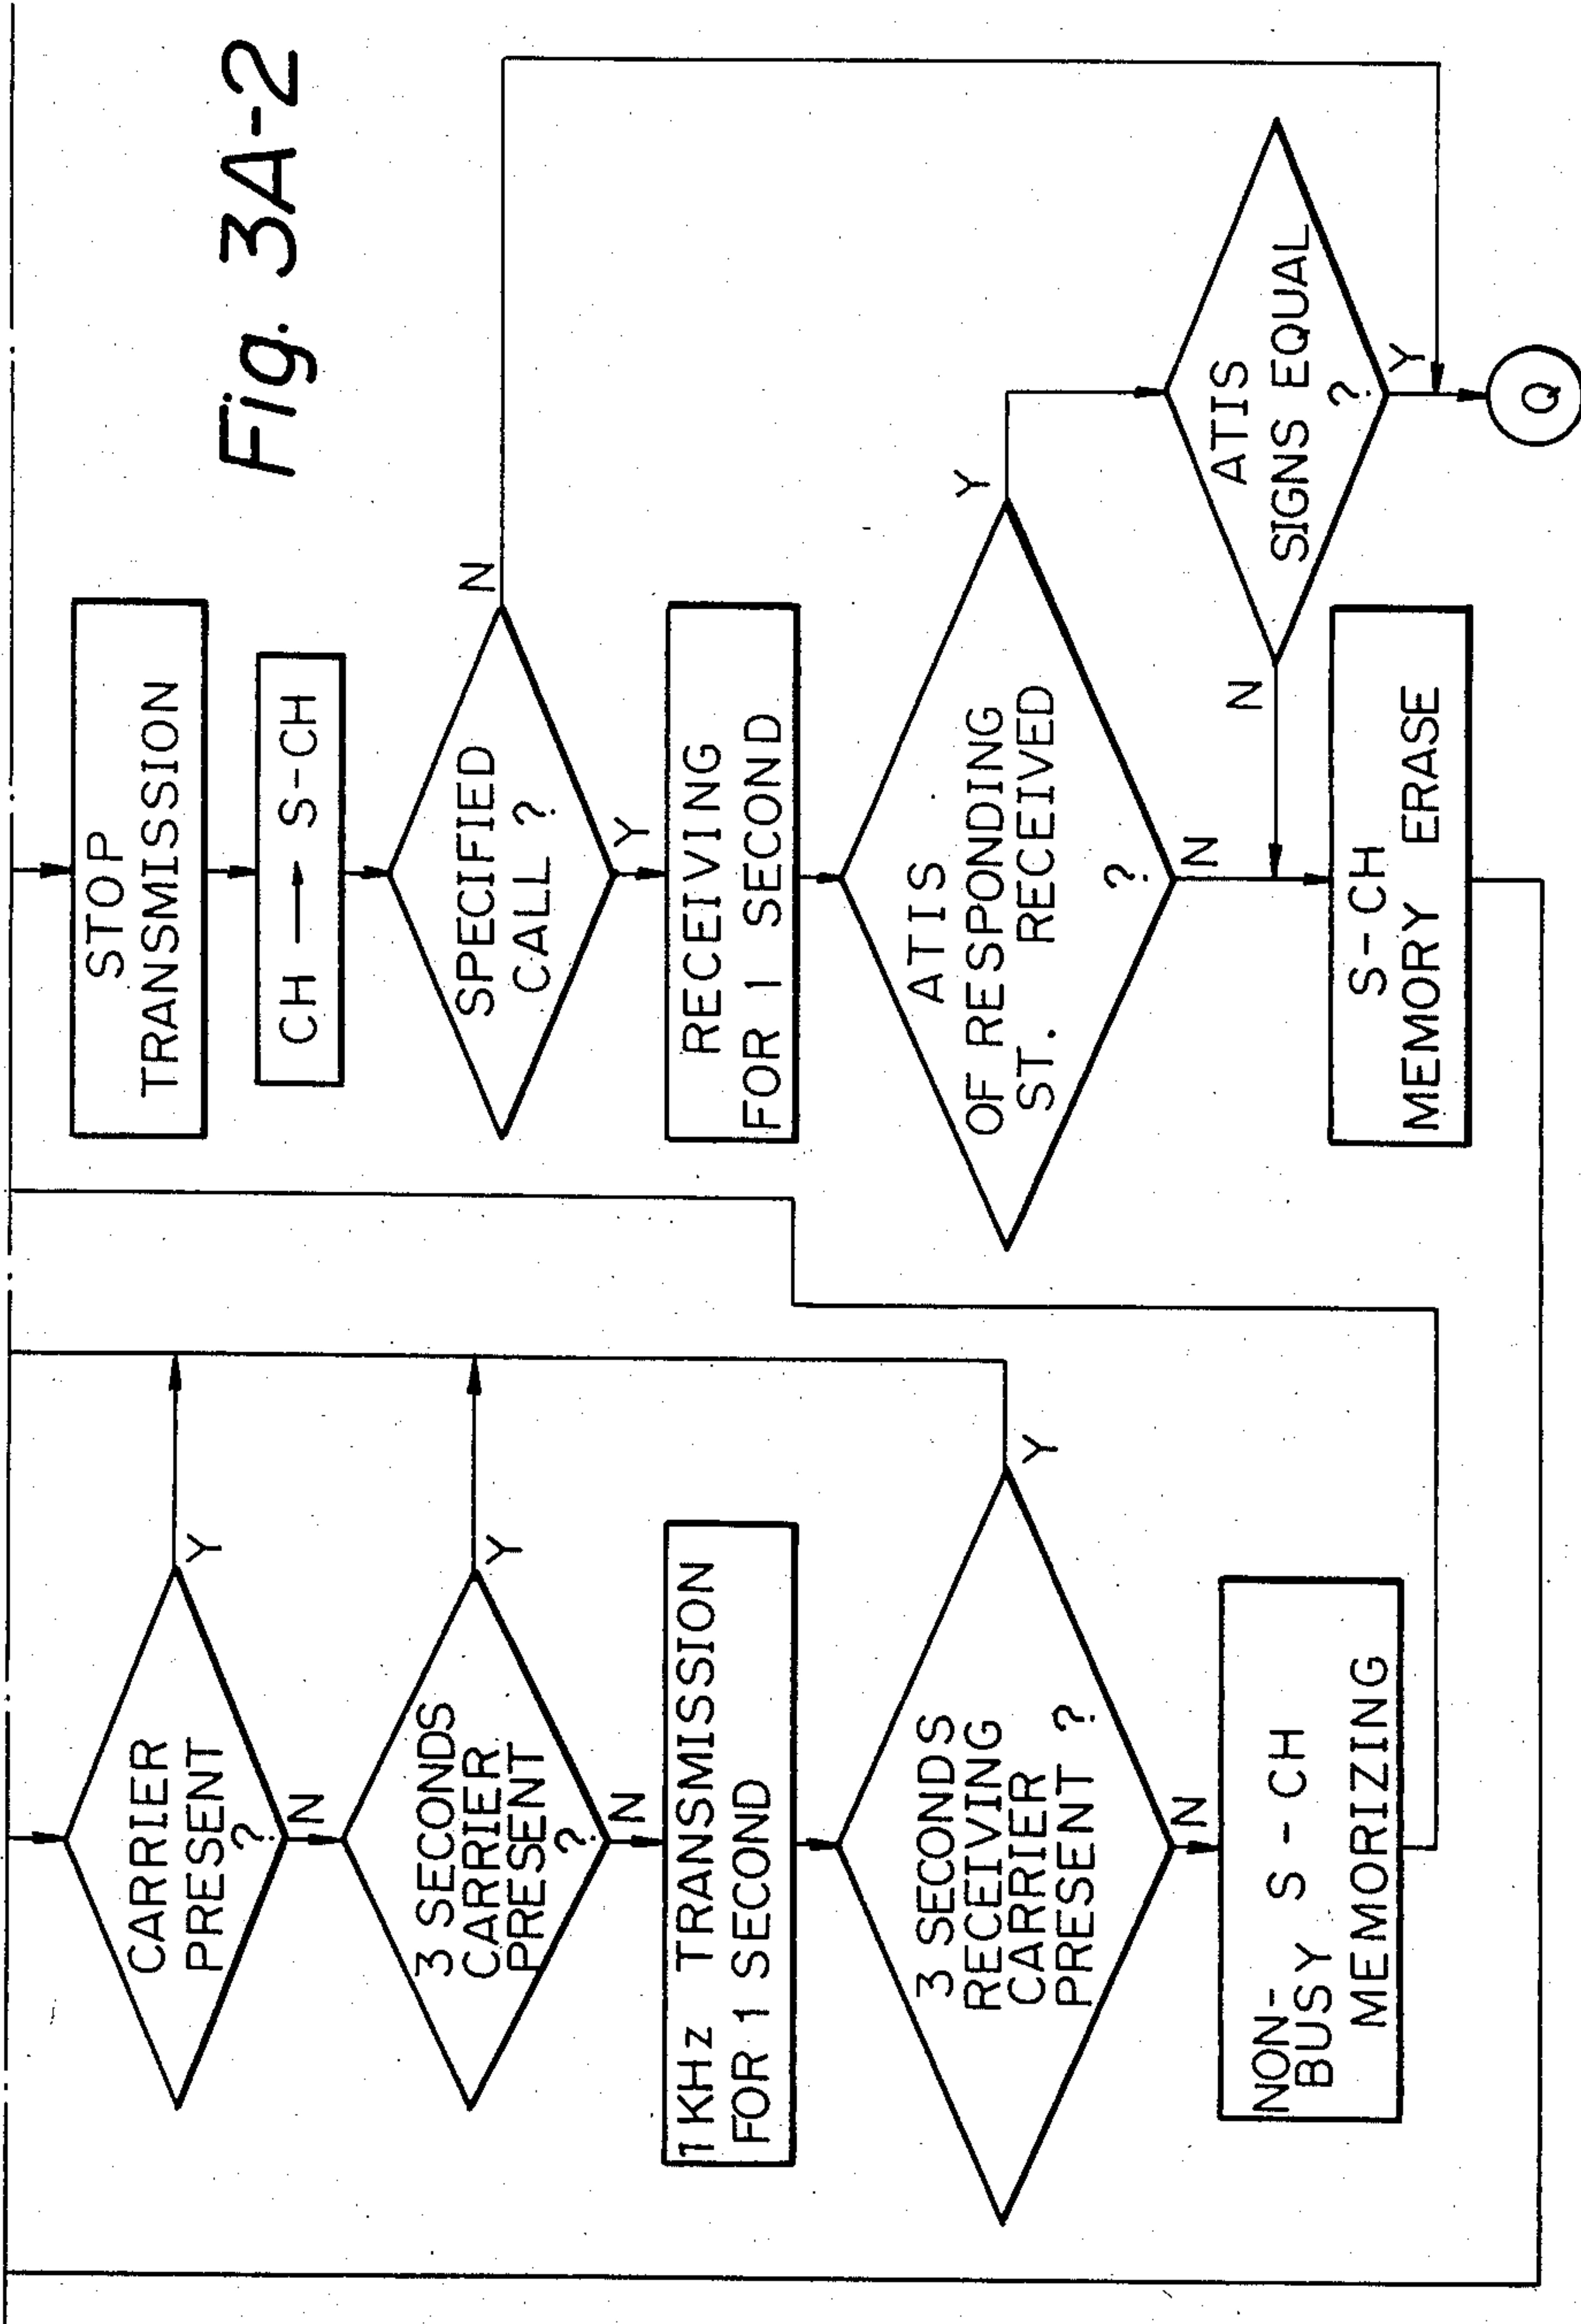 Fig. 3A-2
CARRIER
PRESENT
?
Y
N
3 SECONDS
CARRIER
PRESENT
?
Y
N
1KHz TRANSMISSION
FOR 1 SECOND
3 SECONDS
RECEIVING
CARRIER
PRESENT ?
Y
N
NON-
BUSY S-CH
MEMORIZING
STOP
TRANSMISSION
CH → S-CH
SPECIFIED
CALL ?
N
Y
RECEIVING
FOR 1 SECOND
ATIS
OF RESPONDING
ST. RECEIVED
?
Y
N
ATIS
SIGNS EQUAL
?
N
Y
S-CH
MEMORY ERASE
Q